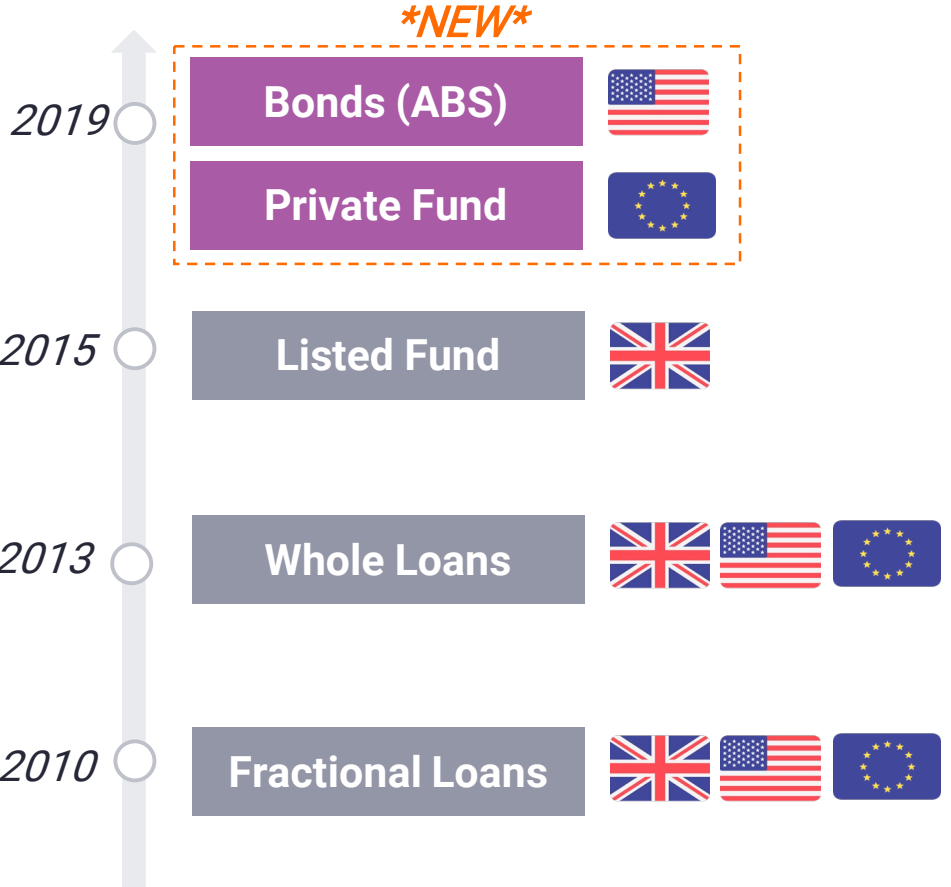 *NEW*
2019
Bonds (ABS)
Private Fund
2015
Listed Fund
2013
Whole Loans
2010
Fractional Loans